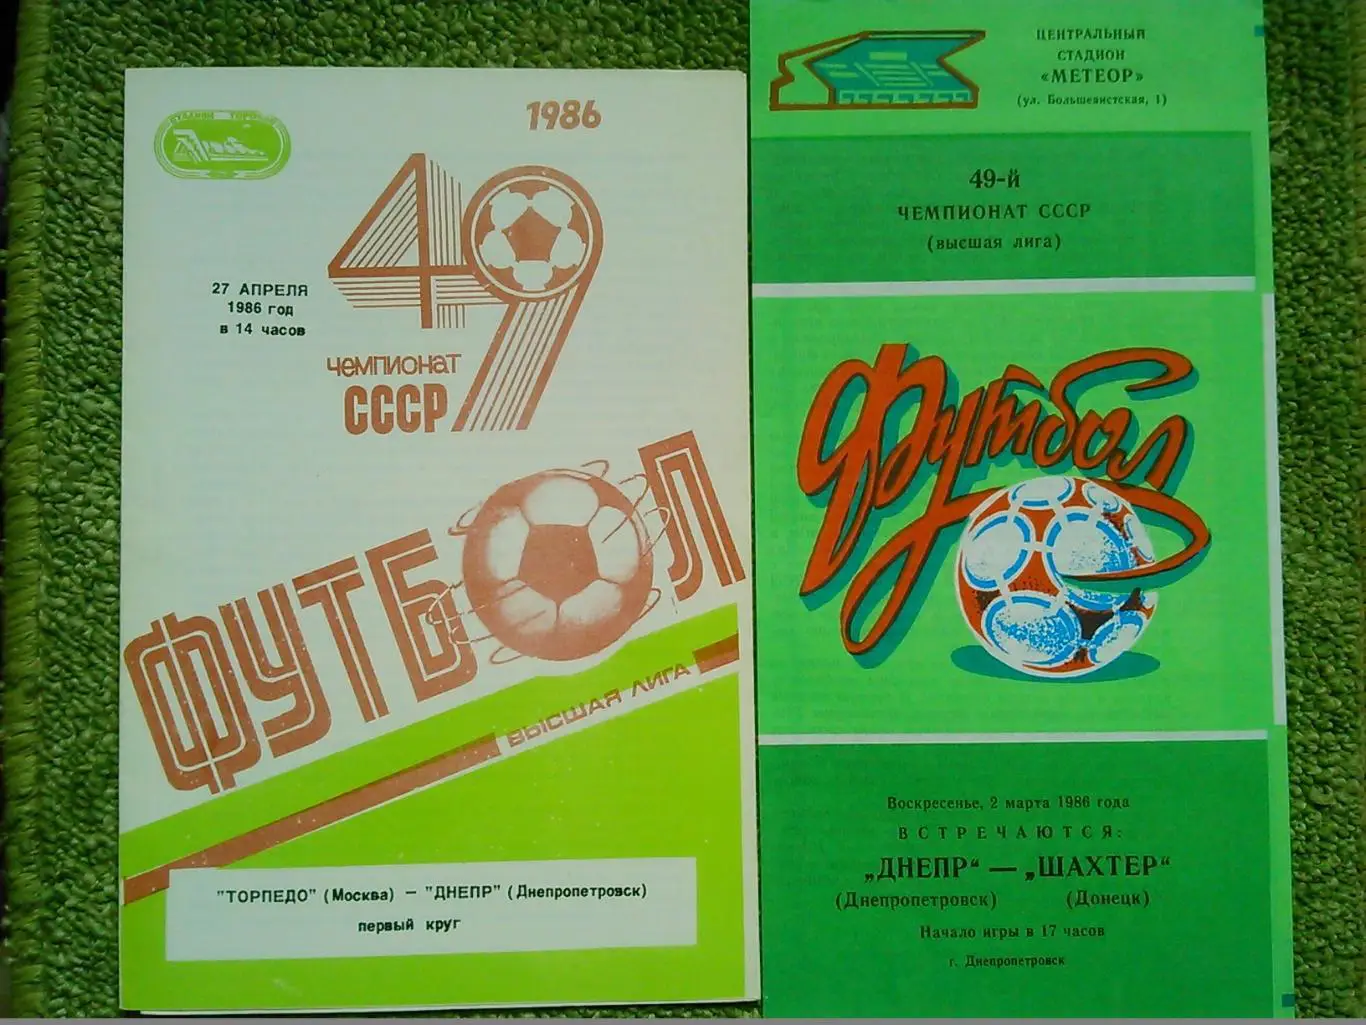 СТАДИОН ТОРПЕДО
1986
49
27 АПРЕЛЯ
1986 год
в 14 часов
чемпионат
СССР
ФУТБОЛ
ВЫСШАЯ ЛИГА
"ТОРПЕДО" (Москва) — "ДНЕПР" (Днепропетровск)
первый круг
ЦЕНТРАЛЬНЫЙ
СТАДИОН
«МЕТЕОР»
(ул. Большевистская, 1)
49-й
ЧЕМПИОНАТ СССР
(высшая лига)
Футбол
Воскресенье, 2 марта 1986 года
ВСТРЕЧАЮТСЯ:
„ДНЕПР“ — „ШАХТЕР“
(Днепропетровск) (Донецк)
Начало игры в 17 часов
г. Днепропетровск